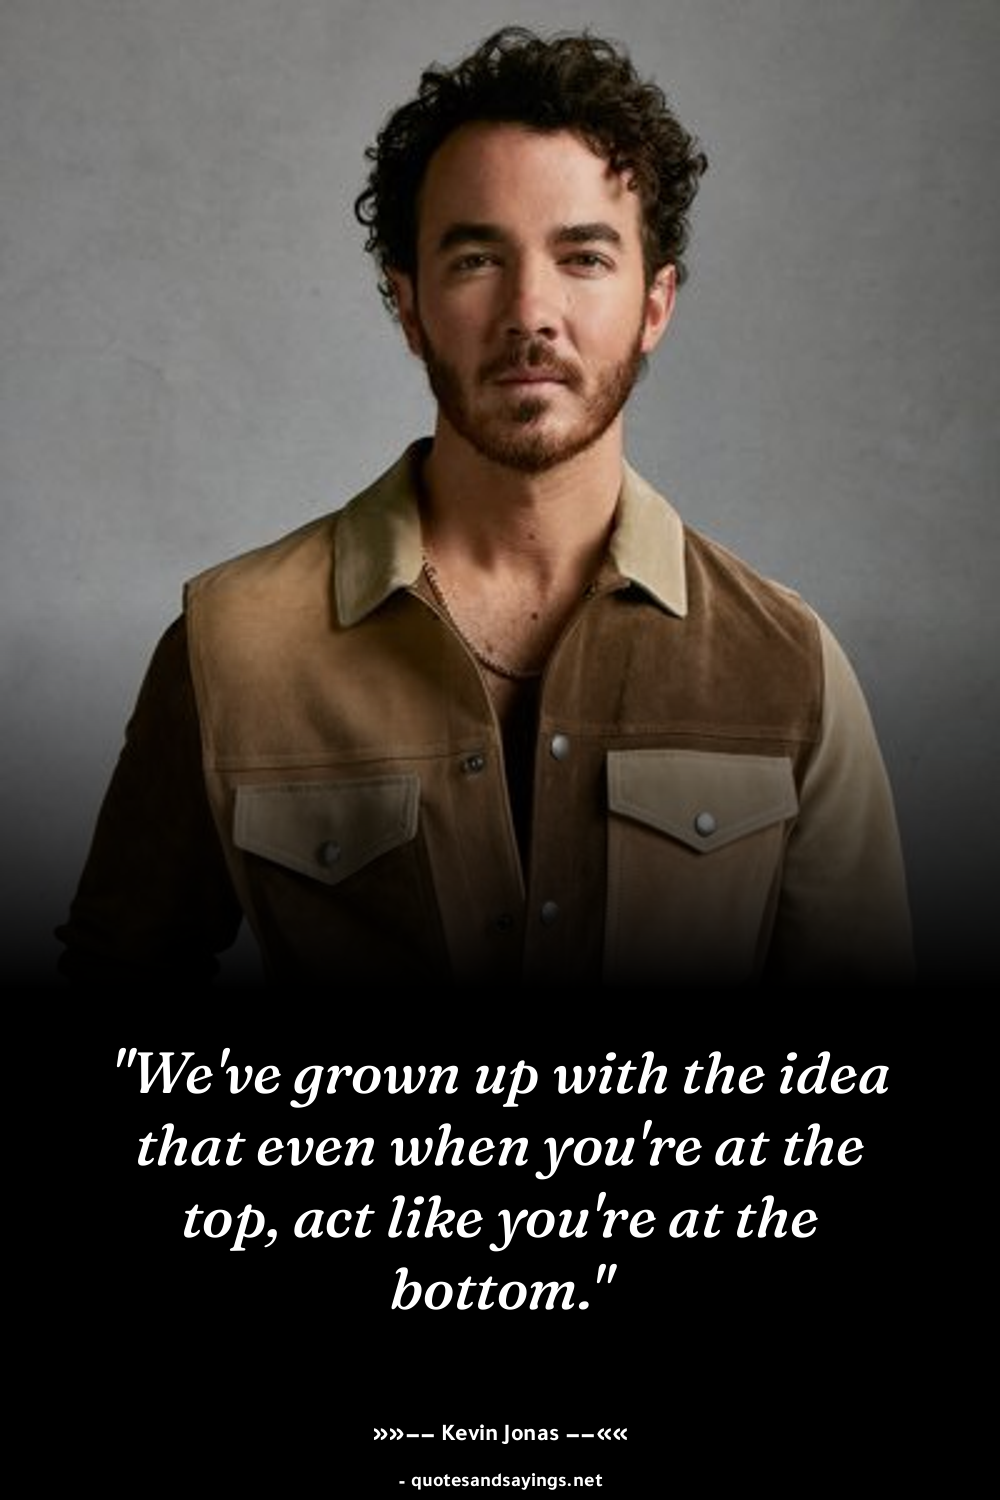 "We've grown up with the idea
that even when you're at the
top, act like you're at the
bottom."
»»−− Kevin Jonas −−««
- quotesandsayings.net